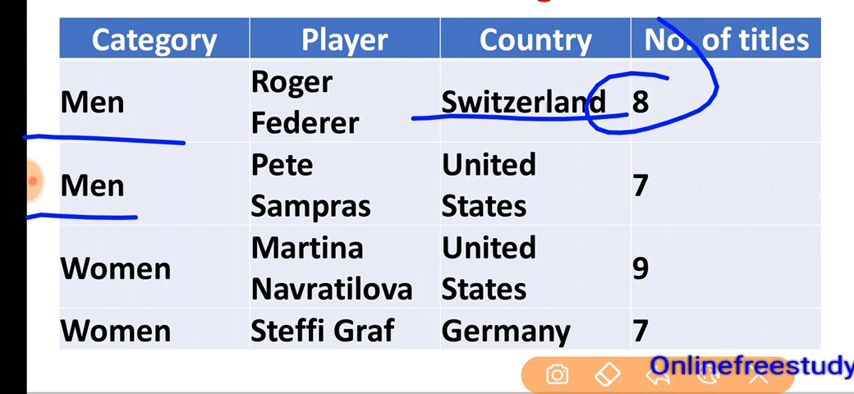 Category Player Country No. of titles
Men Roger Federer Switzerland 8
Men Pete Sampras United States 7
Women Martina Navratilova United States 9
Women Steffi Graf Germany 7
Onlinefreestudy